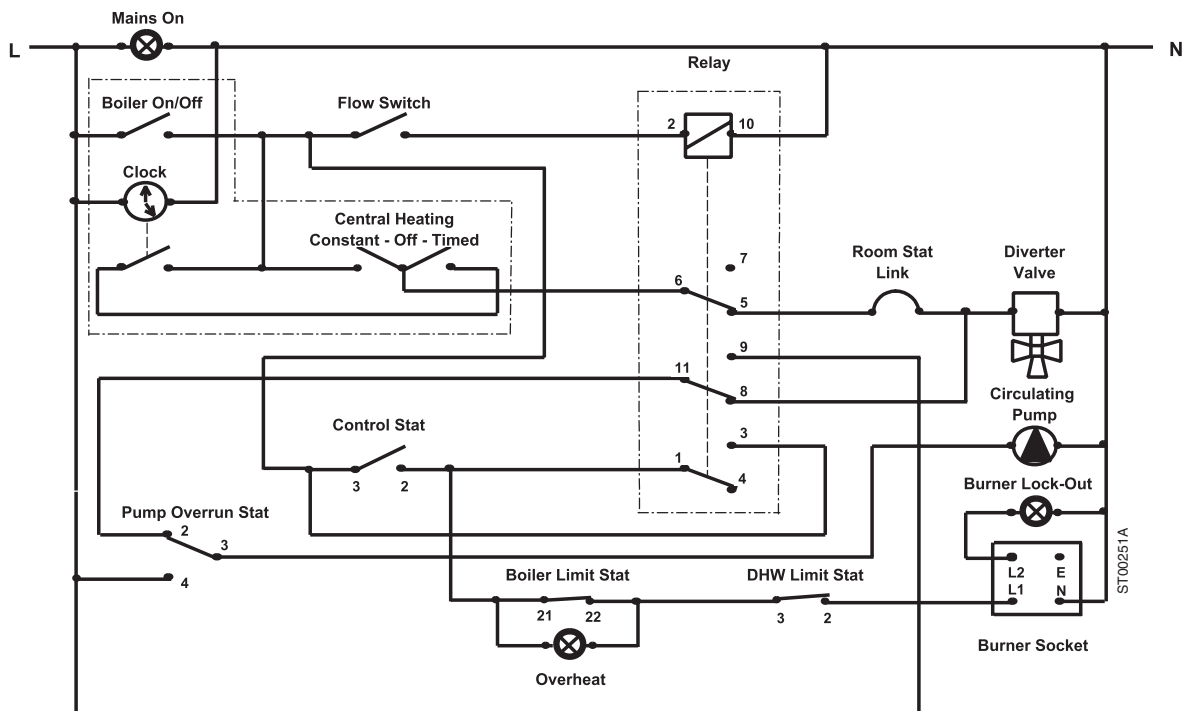 Mains On
L
N
Relay
Boiler On/Off
Flow Switch
2
10
Clock
Central Heating
Constant - Off - Timed
7
Room Stat
Link
Diverter
Valve
6
5
9
11
8
Circulating
Pump
Control Stat
3
1
4
3
2
Burner Lock-Out
Pump Overrun Stat
2
3
4
Boiler Limit Stat
DHW Limit Stat
21
22
3
2
L2
E
L1
N
ST00251A
Burner Socket
Overheat